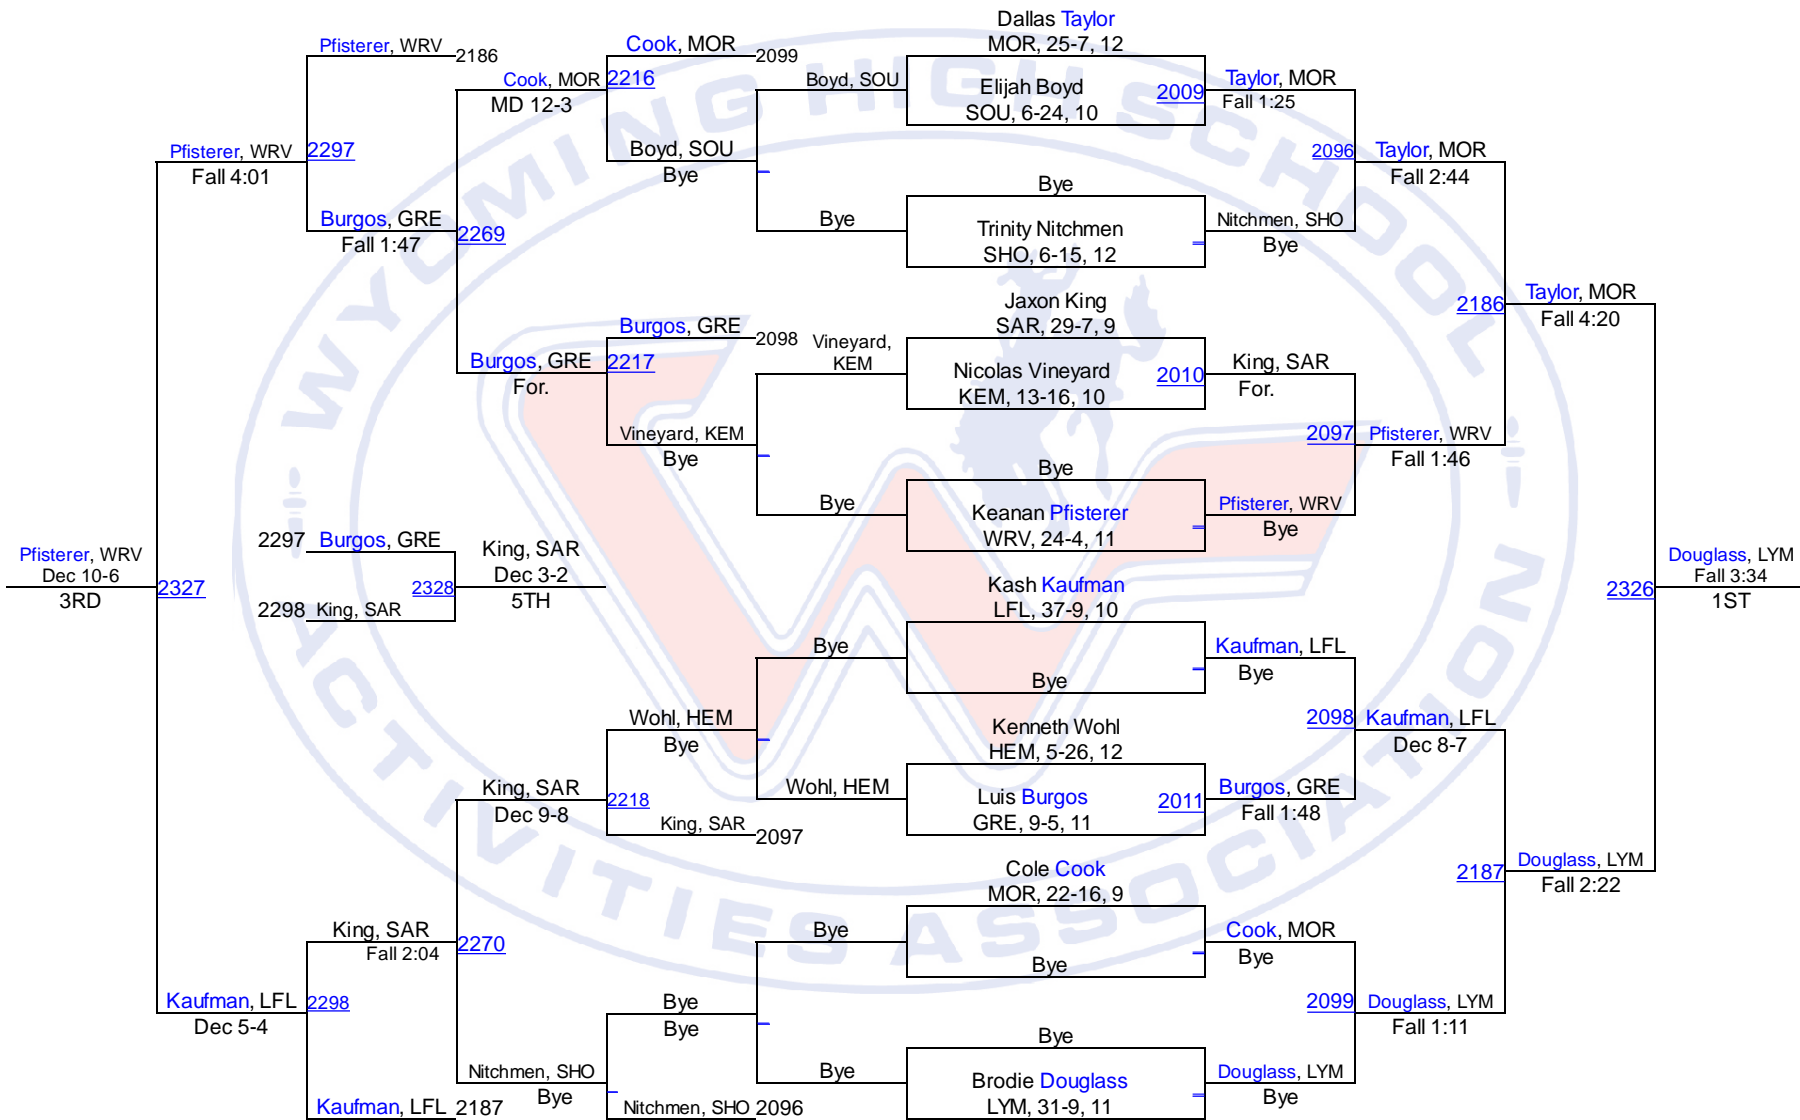 Dallas Taylor
MOR, 25-7, 12
Pfisterer, WRV
2186
Cook, MOR
2099
Cook, MOR
2216
MD 12-3
Boyd, SOU
Elijah Boyd
SOU, 6-24, 10
2009
Taylor, MOR
Fall 1:25
Pfisterer, WRV
2297
Fall 4:01
Boyd, SOU
Bye
2096
Taylor, MOR
Fall 2:44
Bye
Burgos, GRE
Fall 1:47
2269
Bye
Trinity Nitchmen
SHO, 6-15, 12
Nitchmen, SHO
Bye
Jaxon King
SAR, 29-7, 9
2186
Taylor, MOR
Fall 4:20
Burgos, GRE
2098
Vineyard,
KEM
Burgos, GRE
2217
For.
Nicolas Vineyard
KEM, 13-16, 10
2010
King, SAR
For.
Vineyard, KEM
Bye
2097
Pfisterer, WRV
Fall 1:46
Bye
Bye
Keanan Pfisterer
WRV, 24-4, 11
Pfisterer, WRV
Bye
2297
Burgos, GRE
King, SAR
Dec 3-2
5TH
2328
2298
King, SAR
Pfisterer, WRV
Dec 10-6
3RD
2327
Kash Kaufman
LFL, 37-9, 10
2326
Douglass, LYM
Fall 3:34
1ST
Bye
Bye
Kaufman, LFL
Bye
Wohl, HEM
Bye
Kenneth Wohl
HEM, 5-26, 12
2098
Kaufman, LFL
Dec 8-7
King, SAR
Dec 9-8
2218
Wohl, HEM
Luis Burgos
GRE, 9-5, 11
2011
Burgos, GRE
Fall 1:48
King, SAR
2097
Cole Cook
MOR, 22-16, 9
2187
Douglass, LYM
Fall 2:22
King, SAR
Fall 2:04
2270
Bye
Bye
Cook, MOR
Bye
Kaufman, LFL
2298
Dec 5-4
Bye
Bye
2099
Douglass, LYM
Fall 1:11
Bye
Nitchmen, SHO
Bye
Bye
Brodie Douglass
LYM, 31-9, 11
Douglass, LYM
Bye
Kaufman, LFL
2187
Nitchmen, SHO
2096
WYOMING HIGH SCHOOL
ACTIVITIES ASSOCIATION